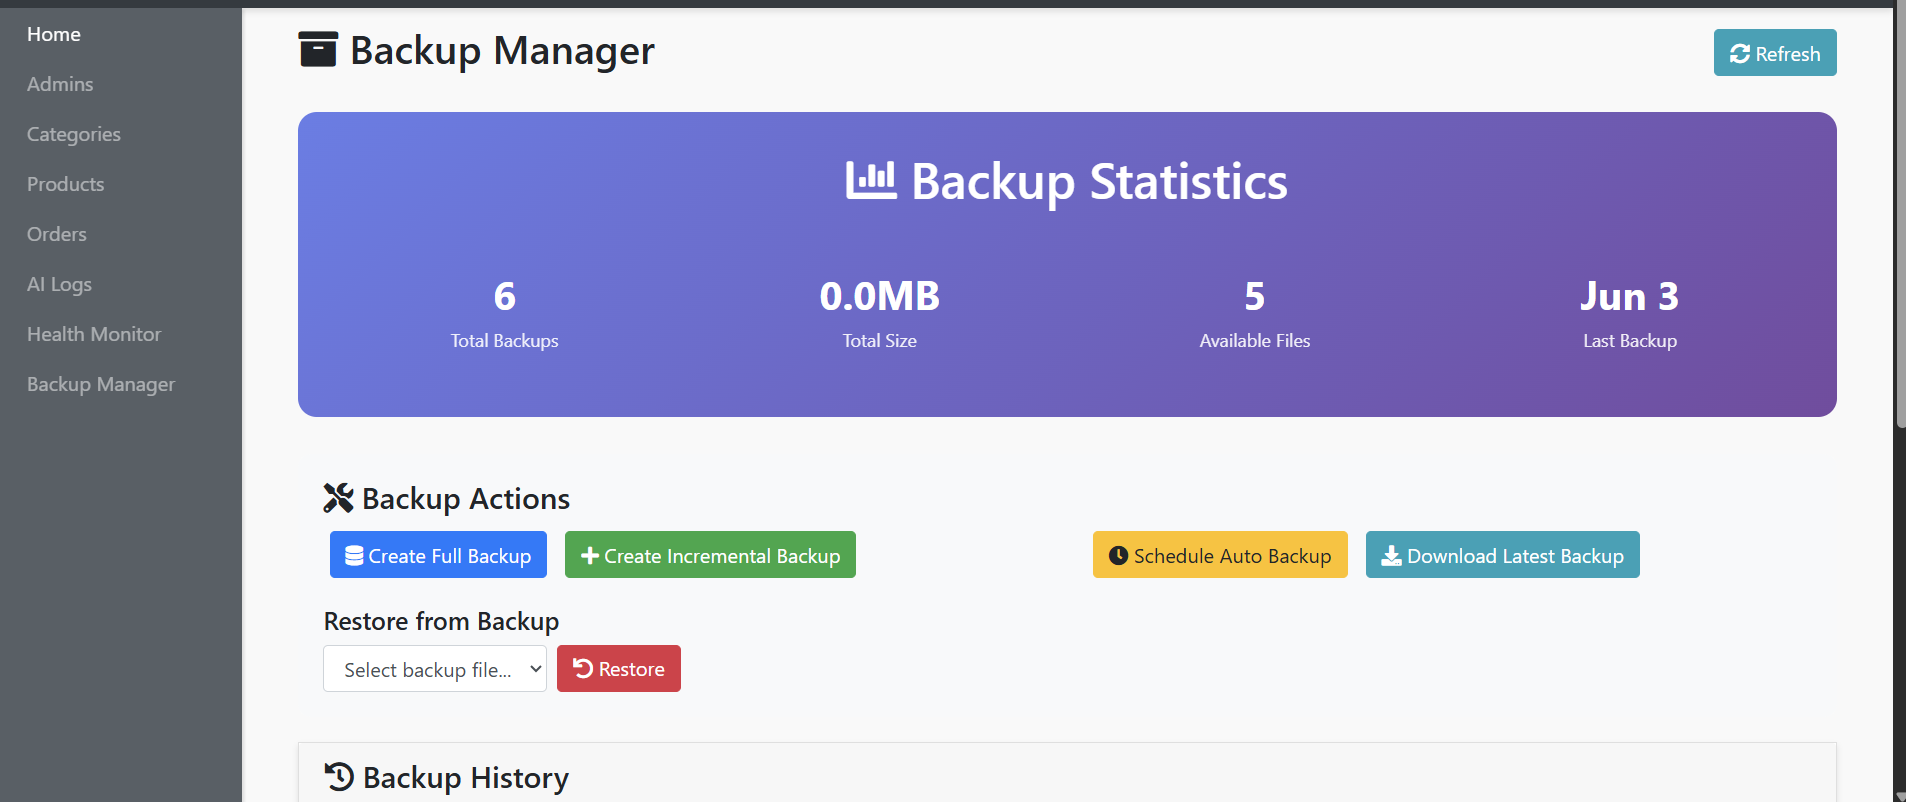 Home
Admins
Categories
Products
Orders
AI Logs
Health Monitor
Backup Manager
Backup Manager
Refresh
Backup Statistics
6
Total Backups
0.0MB
Total Size
5
Available Files
Jun 3
Last Backup
Backup Actions
Create Full Backup
Create Incremental Backup
Schedule Auto Backup
Download Latest Backup
Restore from Backup
Select backup file...
Restore
Backup History